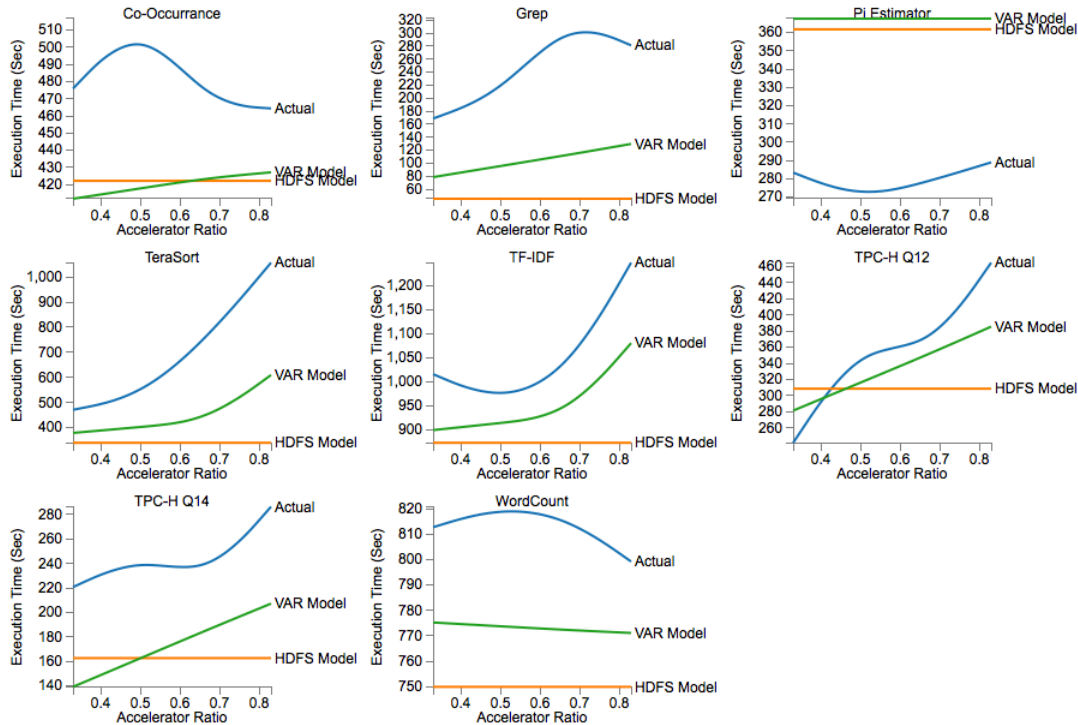 Co-Occurrance
Execution Time (Sec)
510
500
490
480
470
460
450
440
430
420
0.4 0.5 0.6 0.7 0.8
Accelerator Ratio
Actual
VAR Model
HDFS Model
Grep
Execution Time (Sec)
320
300
280
260
240
220
200
180
160
140
120
100
80
60
0.4 0.5 0.6 0.7 0.8
Accelerator Ratio
Actual
VAR Model
HDFS Model
Pi Estimator
Execution Time (Sec)
360
350
340
330
320
310
300
290
280
270
0.4 0.5 0.6 0.7 0.8
Accelerator Ratio
VAR Model
HDFS Model
Actual
TeraSort
Execution Time (Sec)
1,000
900
800
700
600
500
400
0.4 0.5 0.6 0.7 0.8
Accelerator Ratio
Actual
VAR Model
HDFS Model
TF-IDF
Execution Time (Sec)
1,200
1,150
1,100
1,050
1,000
950
900
0.4 0.5 0.6 0.7 0.8
Accelerator Ratio
Actual
VAR Model
HDFS Model
TPC-H Q12
Execution Time (Sec)
460
440
420
400
380
360
340
320
300
280
260
0.4 0.5 0.6 0.7 0.8
Accelerator Ratio
Actual
VAR Model
HDFS Model
TPC-H Q14
Execution Time (Sec)
280
260
240
220
200
180
160
140
0.4 0.5 0.6 0.7 0.8
Accelerator Ratio
Actual
VAR Model
HDFS Model
WordCount
Execution Time (Sec)
820
810
800
790
780
770
760
750
0.4 0.5 0.6 0.7 0.8
Accelerator Ratio
Actual
VAR Model
HDFS Model